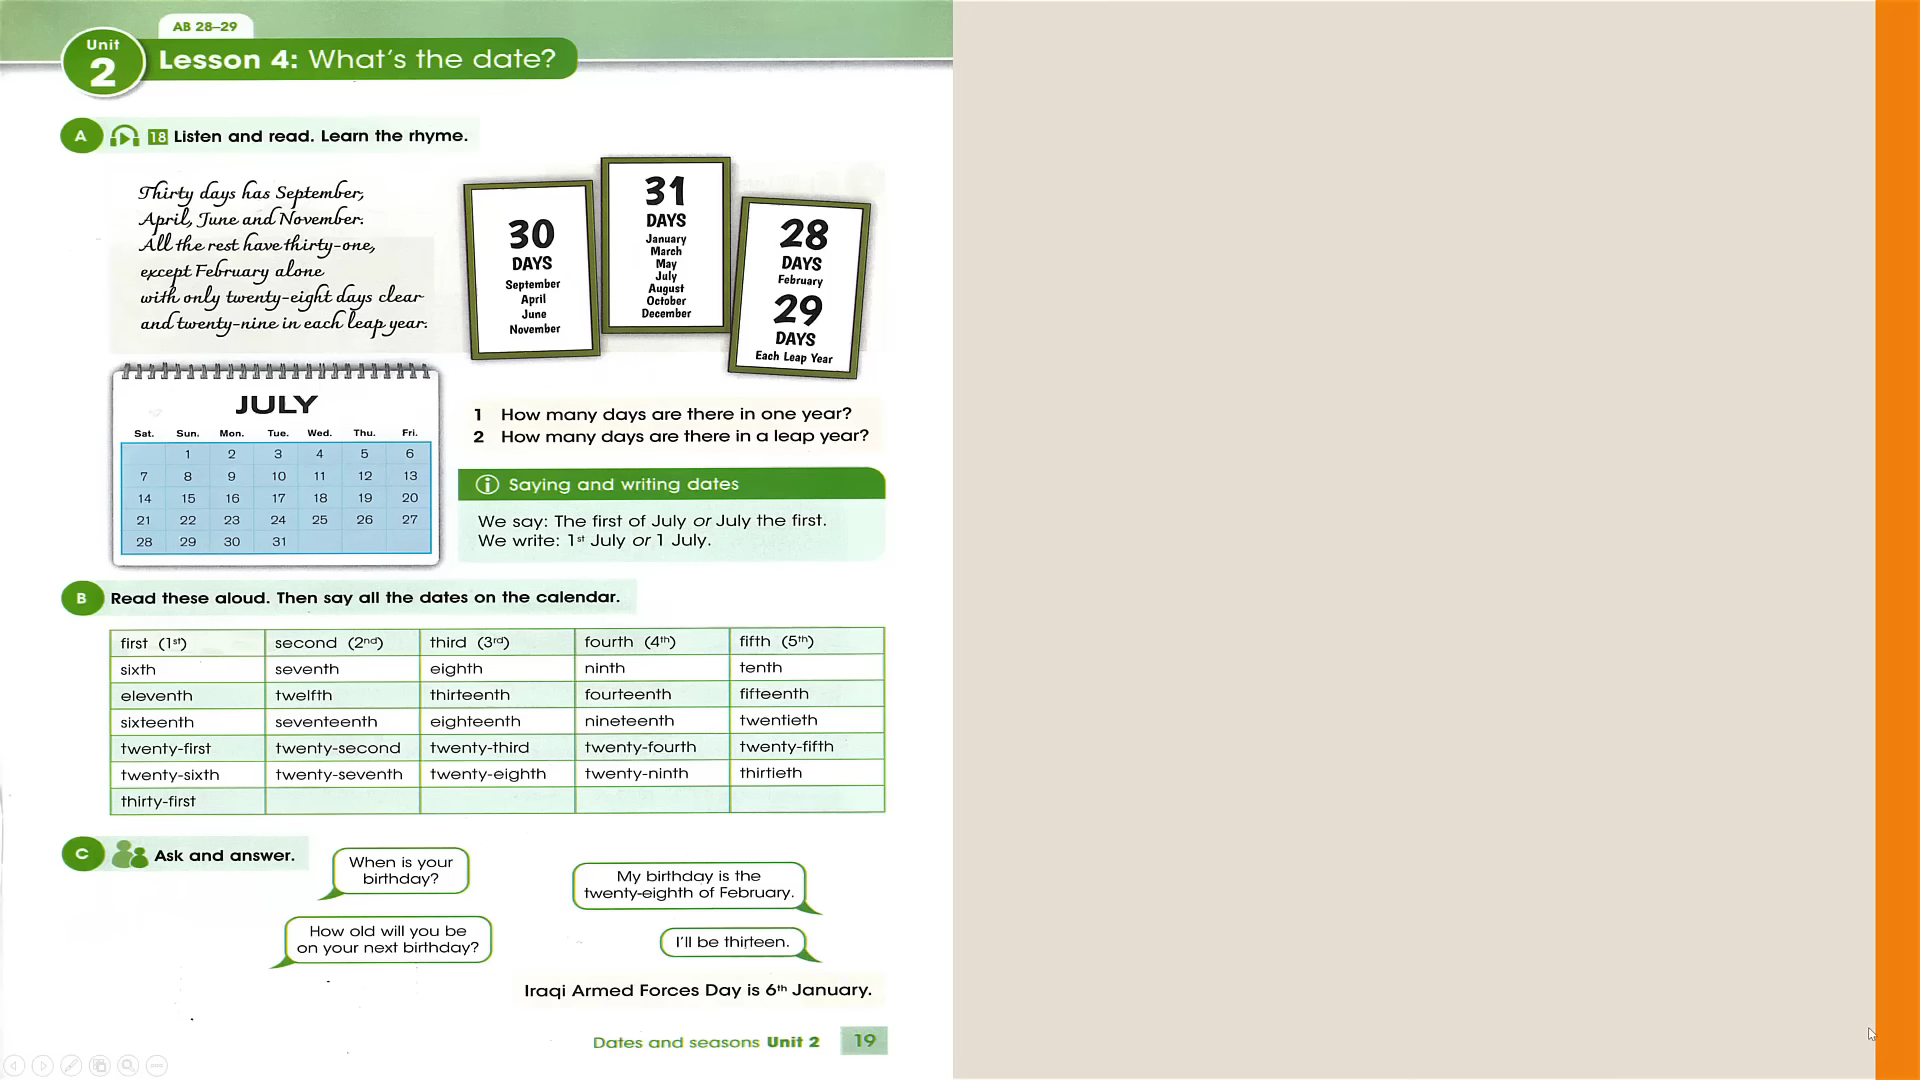 AB 28–29
Unit
2
Lesson 4: What's the date?
A
18 Listen and read. Learn the rhyme.
Thirty days has September,
April, June and November.
All the rest have thirty-one,
except February alone
with only twenty-eight days clear
and twenty-nine in each leap year.
30
DAYS
September
April
June
November
31
DAYS
January
March
May
July
August
October
December
28
DAYS
February
29
DAYS
Each Leap Year
JULY
Sat. Sun. Mon. Tue. Wed. Thu. Fri.
1 2 3 4 5 6
7 8 9 10 11 12 13
14 15 16 17 18 19 20
21 22 23 24 25 26 27
28 29 30 31
1 How many days are there in one year?
2 How many days are there in a leap year?
i Saying and writing dates
We say: The first of July or July the first.
We write: 1st July or 1 July.
B
Read these aloud. Then say all the dates on the calendar.
first (1st) second (2nd) third (3rd) fourth (4th) fifth (5th)
sixth seventh eighth ninth tenth
eleventh twelfth thirteenth fourteenth fifteenth
sixteenth seventeenth eighteenth nineteenth twentieth
twenty-first twenty-second twenty-third twenty-fourth twenty-fifth
twenty-sixth twenty-seventh twenty-eighth twenty-ninth thirtieth
thirty-first
C
Ask and answer.
When is your
birthday?
My birthday is the
twenty-eighth of February.
How old will you be
on your next birthday?
I'll be thirteen.
Iraqi Armed Forces Day is 6th January.
Dates and seasons Unit 2
19